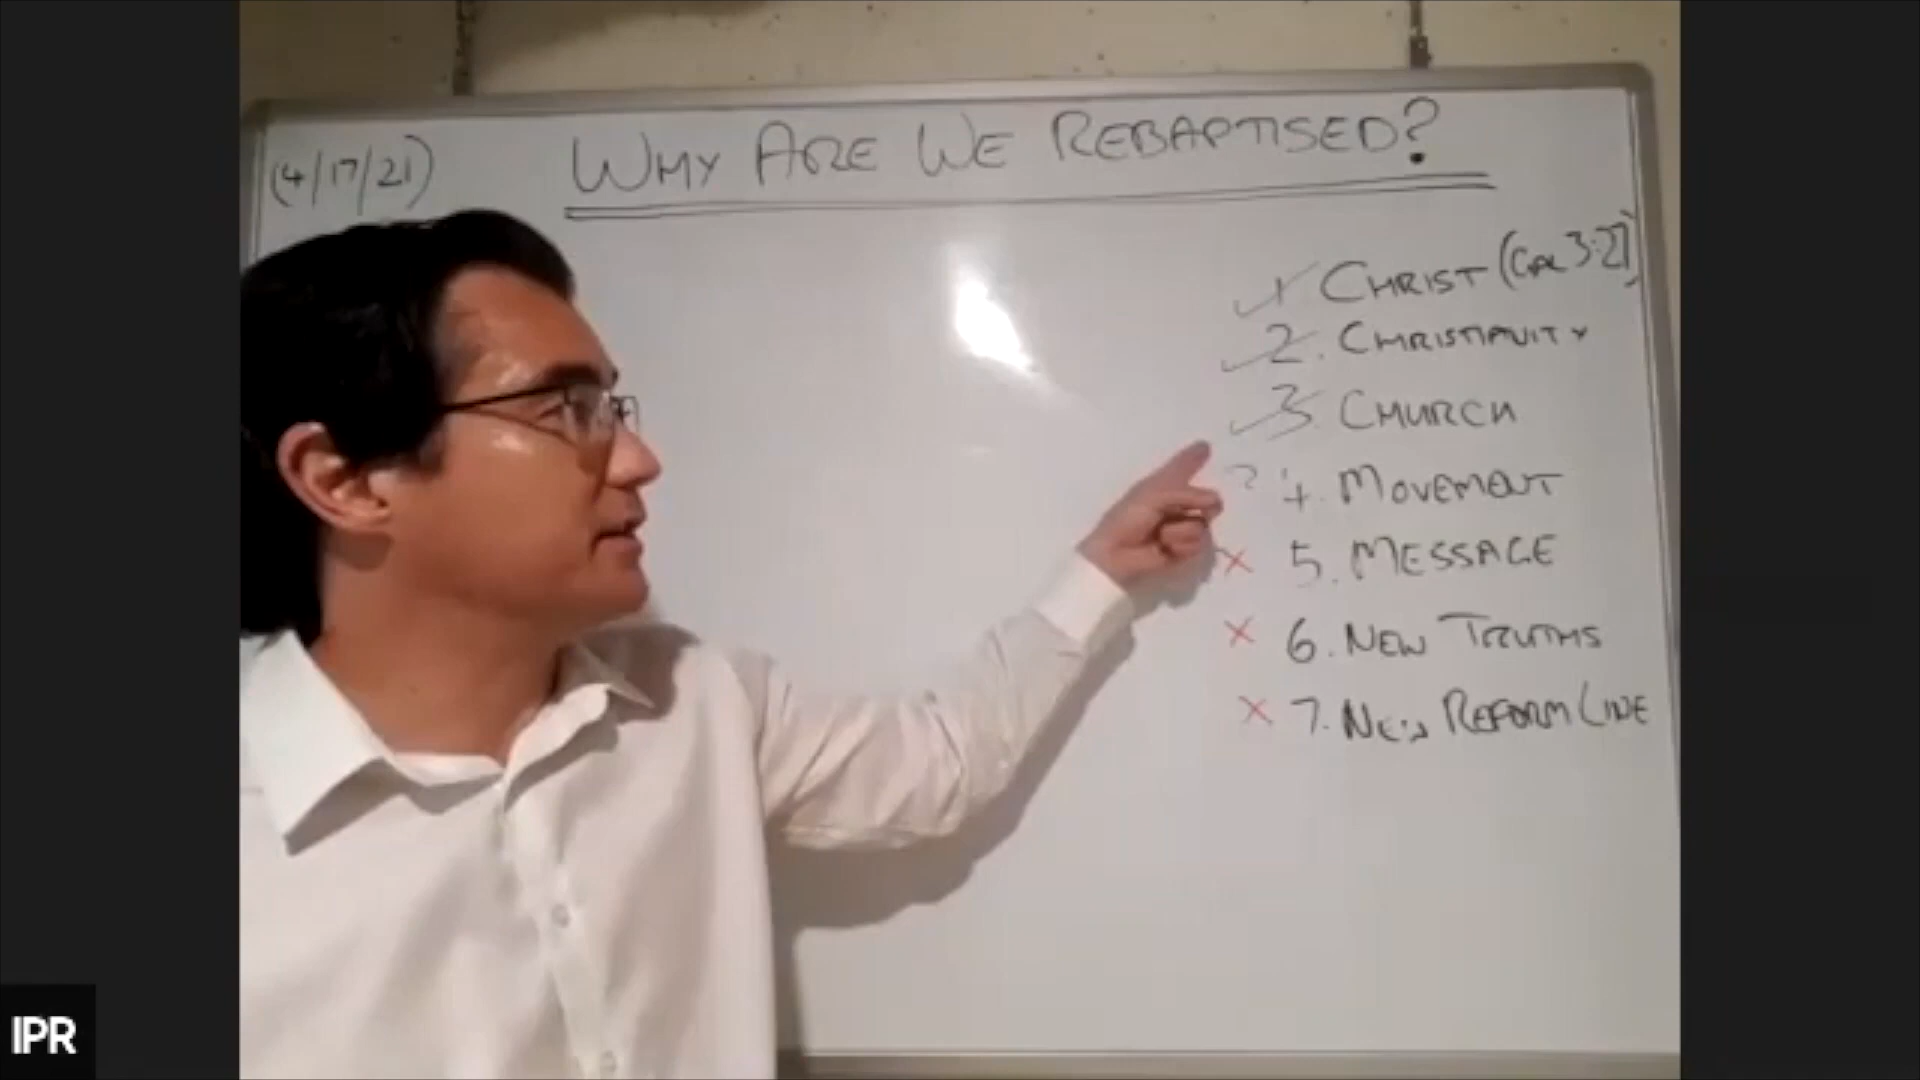 (4/17/21)
WHY ARE WE REBAPTISED?
1 CHRIST (GAL 3:27)
2. CHRISTIANITY
3 CHURCH
? 4. MOVEMENT
X 5. MESSAGE
X 6. NEW TRUTHS
X 7. NEW REFORM LINE
IPR